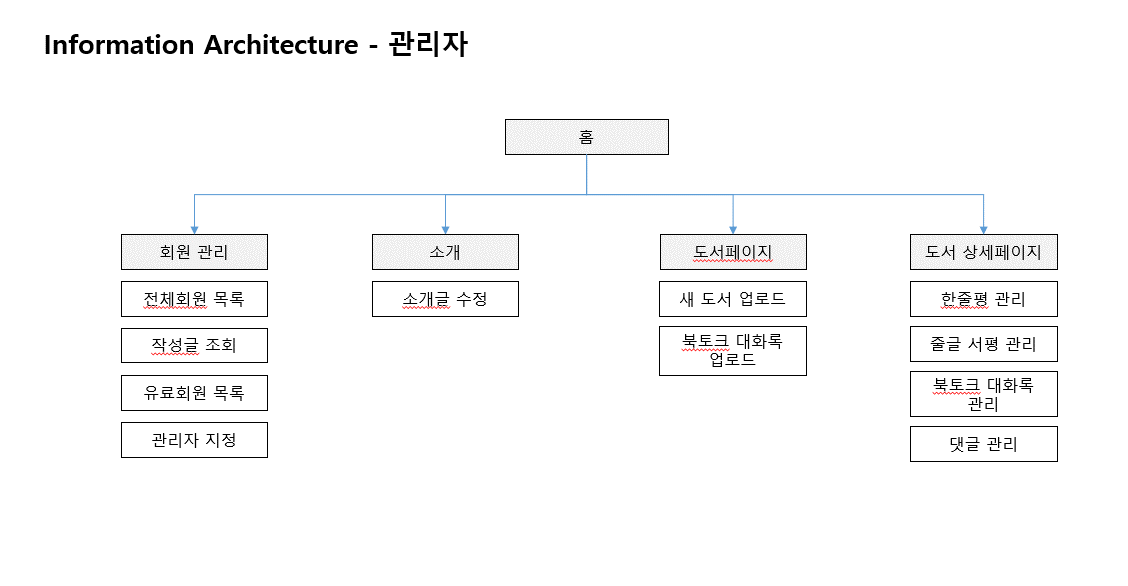 Information Architecture - 관리자
홈
회원 관리
소개
도서페이지
도서 상세페이지
전체회원 목록
소개글 수정
새 도서 업로드
한줄평 관리
작성글 조회
북토크 대화록
업로드
줄글 서평 관리
유료회원 목록
북토크 대화록
관리
관리자 지정
댓글 관리